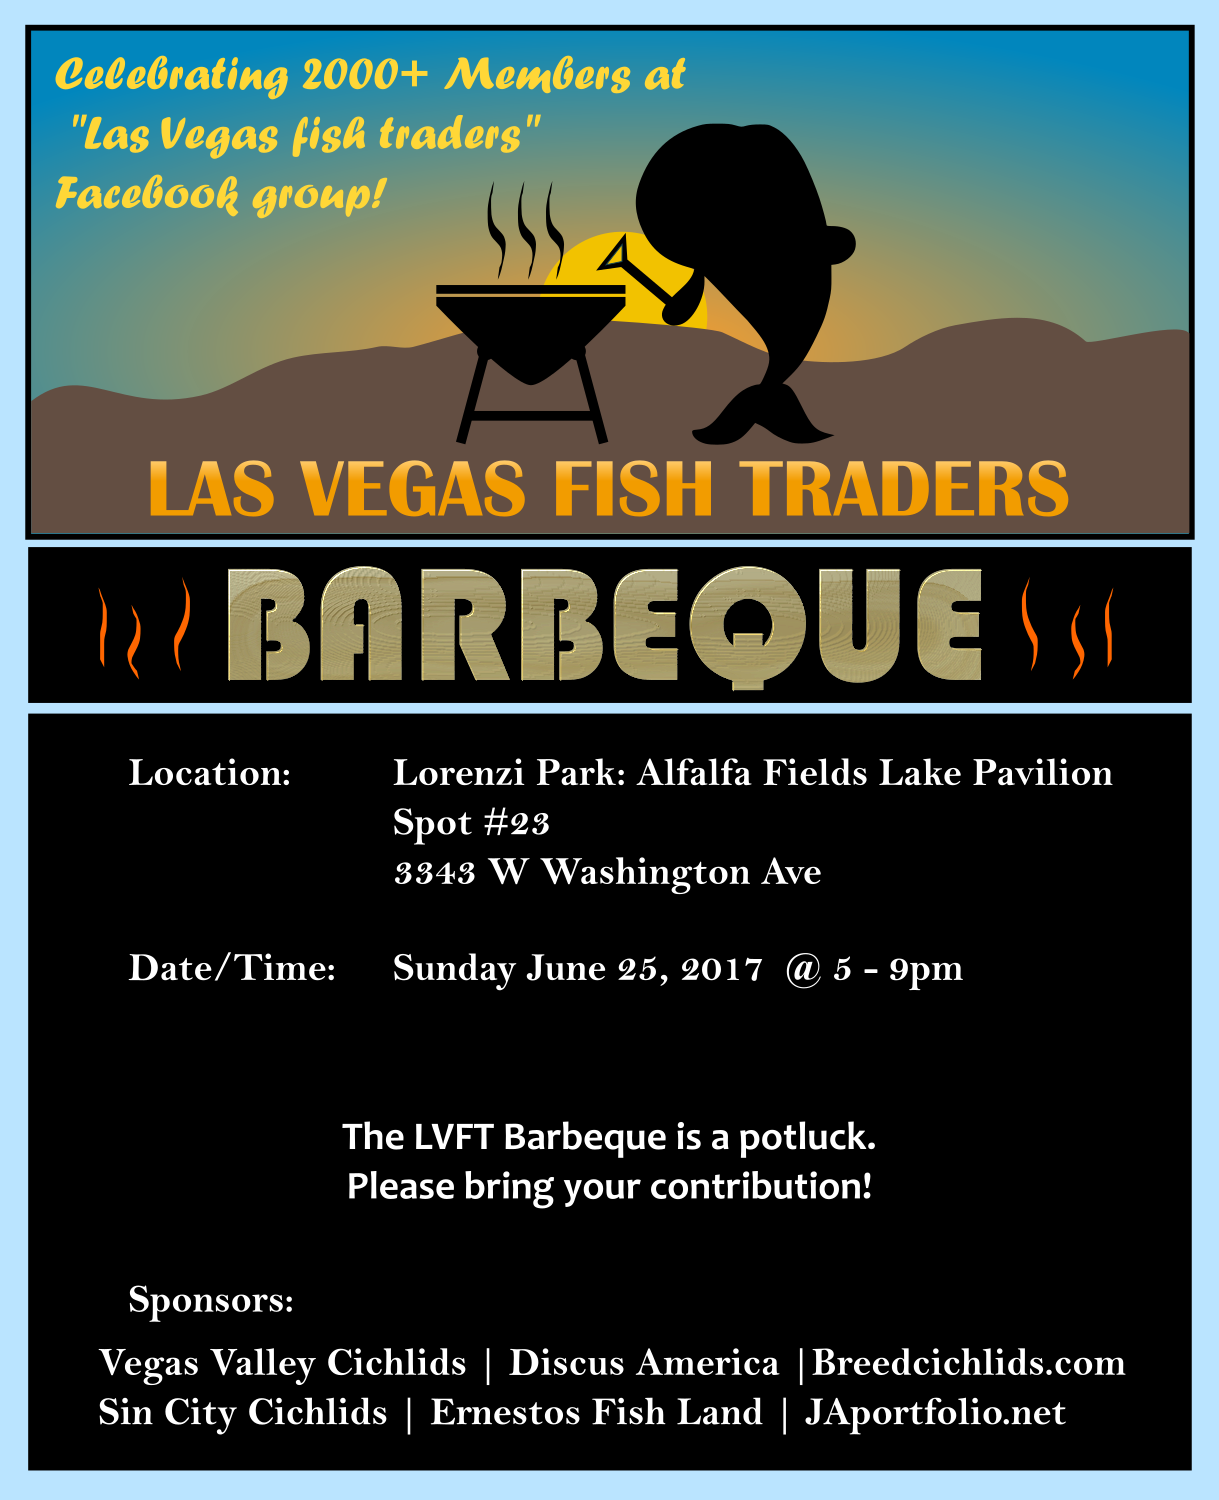 Celebrating 2000+ Members at
"Las Vegas fish traders"
Facebook group!
LAS VEGAS FISH TRADERS
BARBEQUE
Location: Lorenzi Park: Alfalfa Fields Lake Pavilion
Spot #23
3343 W Washington Ave
Date/Time: Sunday June 25, 2017 @ 5 - 9pm
The LVFT Barbeque is a potluck.
Please bring your contribution!
Sponsors:
Vegas Valley Cichlids | Discus America |Breedcichlids.com
Sin City Cichlids | Ernestos Fish Land | JAportfolio.net